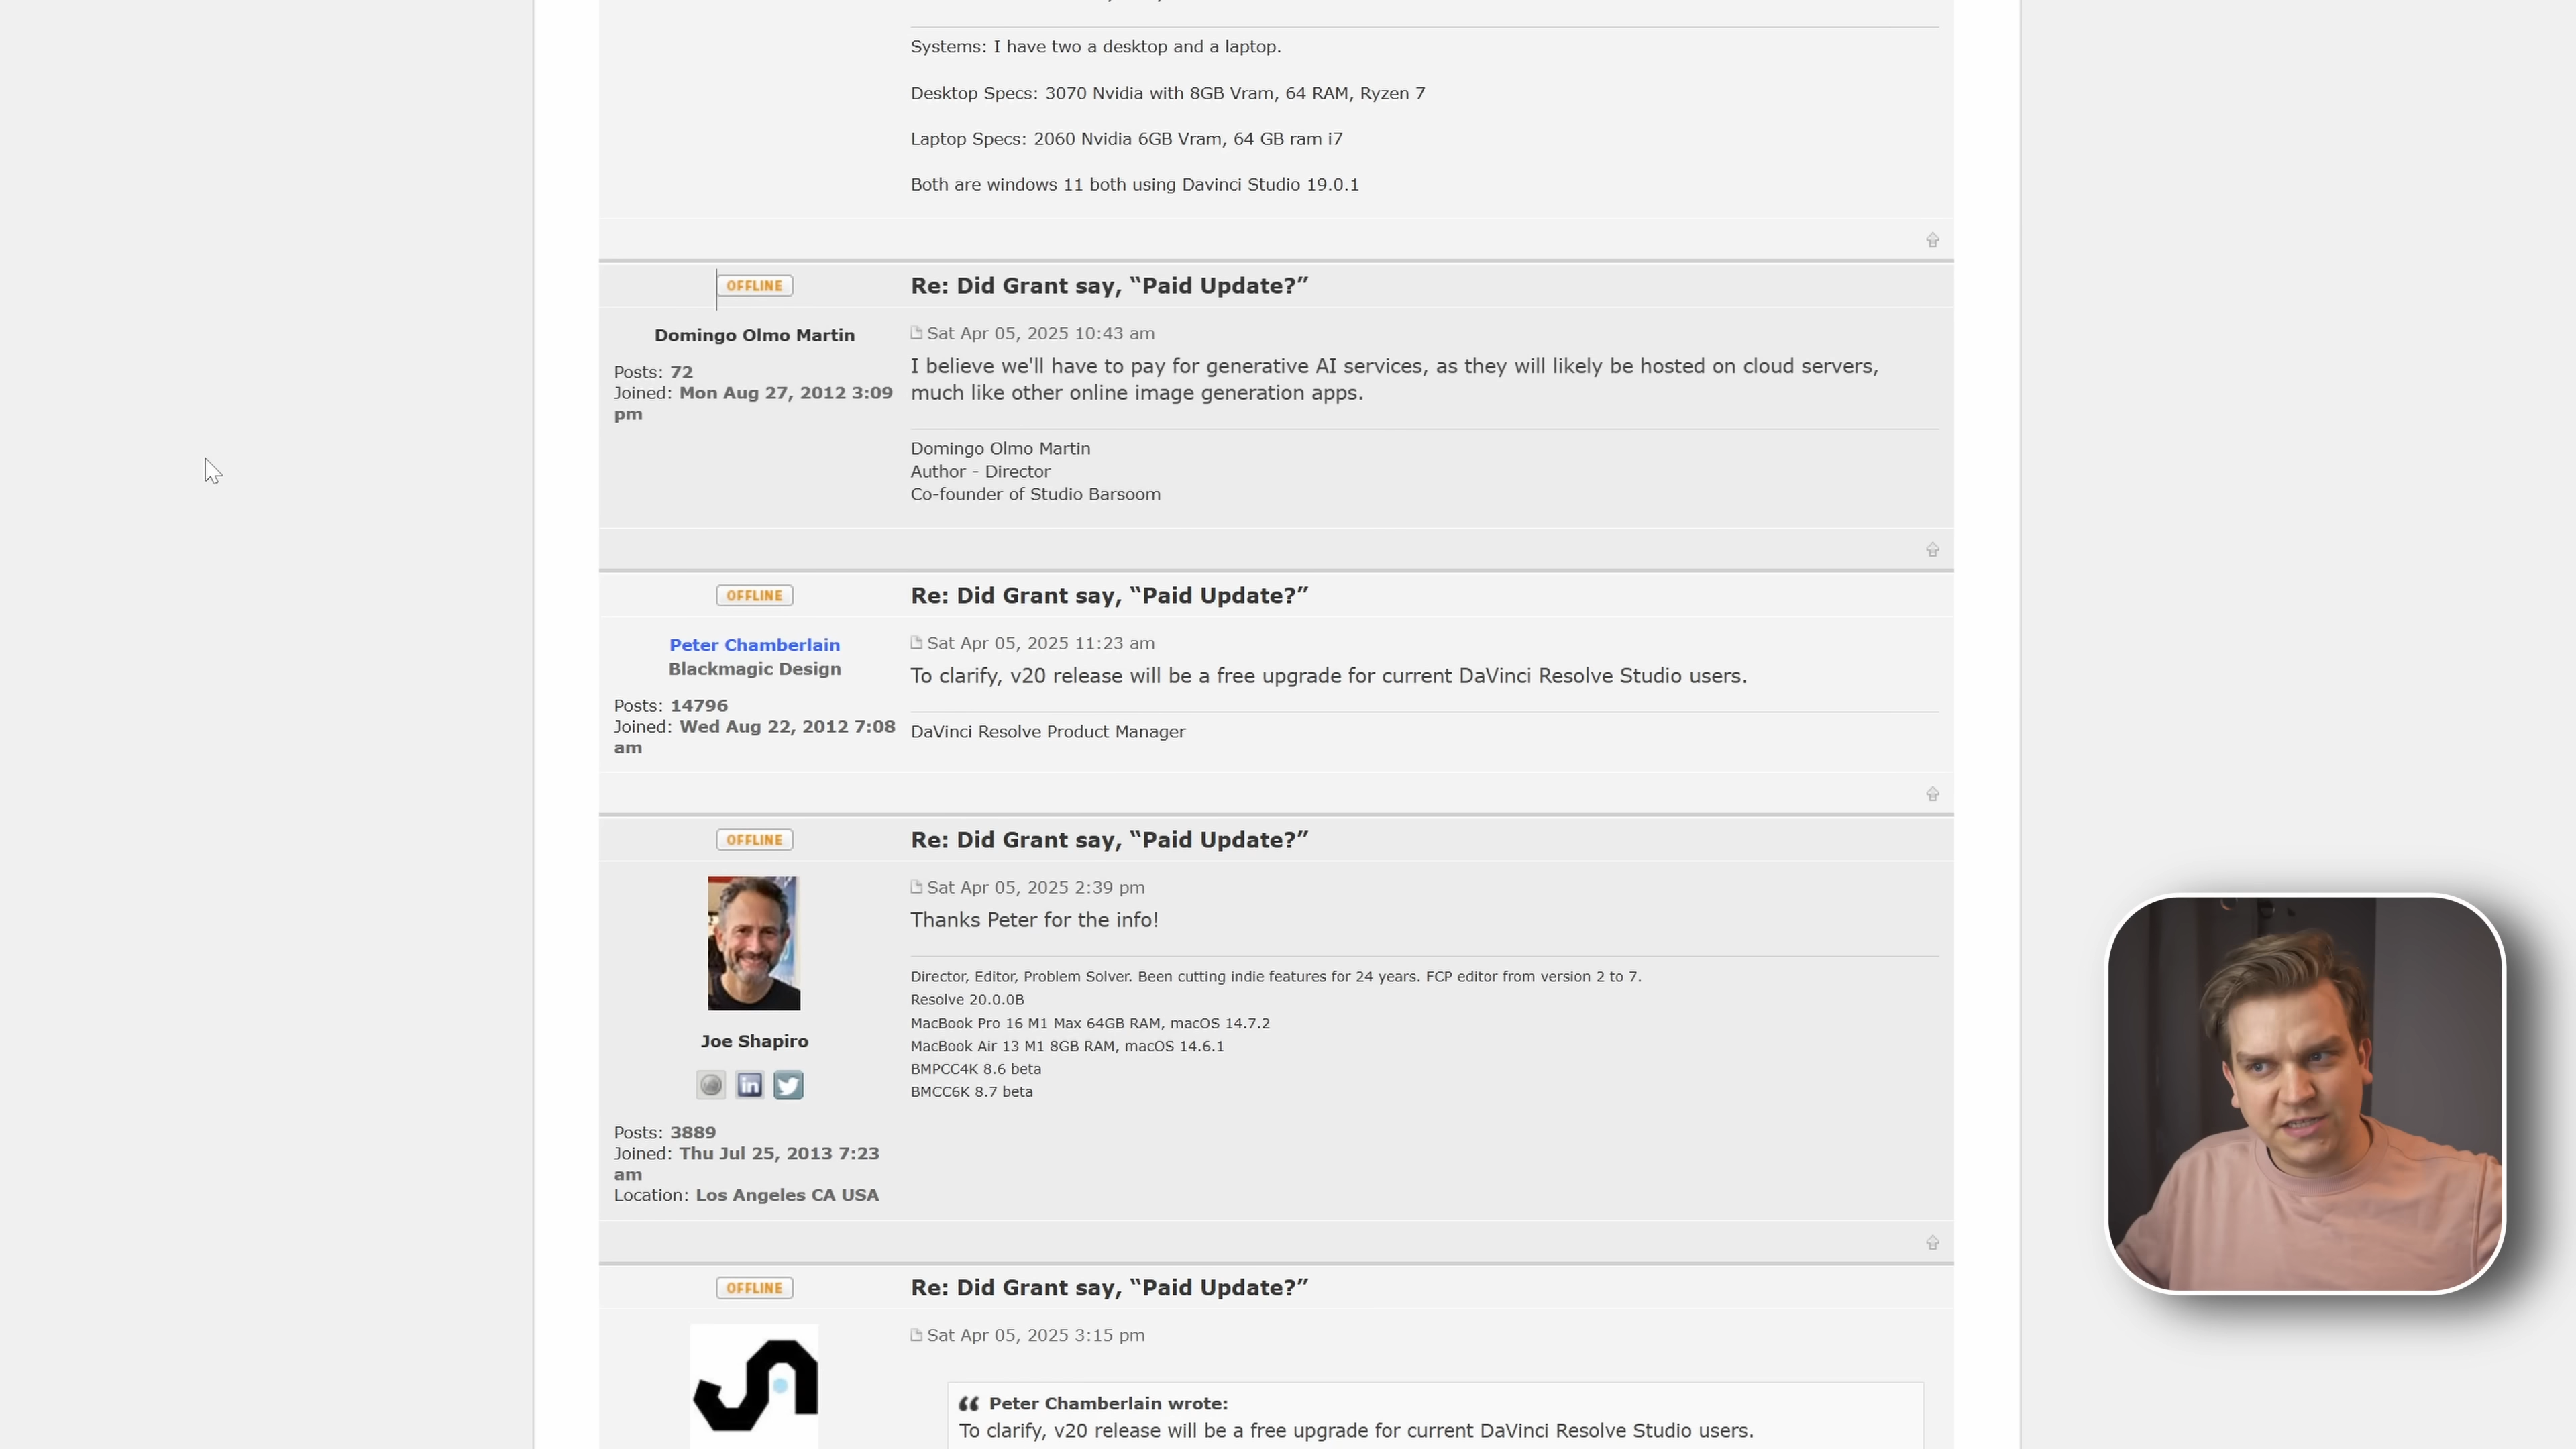 Systems: I have two a desktop and a laptop.
Desktop Specs: 3070 Nvidia with 8GB Vram, 64 RAM, Ryzen 7
Laptop Specs: 2060 Nvidia 6GB Vram, 64 GB ram i7
Both are windows 11 both using Davinci Studio 19.0.1
OFFLINE
Re: Did Grant say, “Paid Update?”
Domingo Olmo Martin
Posts: 72
Joined: Mon Aug 27, 2012 3:09
pm
Sat Apr 05, 2025 10:43 am
I believe we'll have to pay for generative AI services, as they will likely be hosted on cloud servers,
much like other online image generation apps.
Domingo Olmo Martin
Author - Director
Co-founder of Studio Barsoom
OFFLINE
Re: Did Grant say, “Paid Update?”
Peter Chamberlain
Blackmagic Design
Posts: 14796
Joined: Wed Aug 22, 2012 7:08
am
Sat Apr 05, 2025 11:23 am
To clarify, v20 release will be a free upgrade for current DaVinci Resolve Studio users.
DaVinci Resolve Product Manager
OFFLINE
Re: Did Grant say, “Paid Update?”
Joe Shapiro
in
Posts: 3889
Joined: Thu Jul 25, 2013 7:23
am
Location: Los Angeles CA USA
Sat Apr 05, 2025 2:39 pm
Thanks Peter for the info!
Director, Editor, Problem Solver. Been cutting indie features for 24 years. FCP editor from version 2 to 7.
Resolve 20.0.0B
MacBook Pro 16 M1 Max 64GB RAM, macOS 14.7.2
MacBook Air 13 M1 8GB RAM, macOS 14.6.1
BMPCC4K 8.6 beta
BMCC6K 8.7 beta
OFFLINE
Re: Did Grant say, “Paid Update?”
Sat Apr 05, 2025 3:15 pm
Peter Chamberlain wrote:
To clarify, v20 release will be a free upgrade for current DaVinci Resolve Studio users.